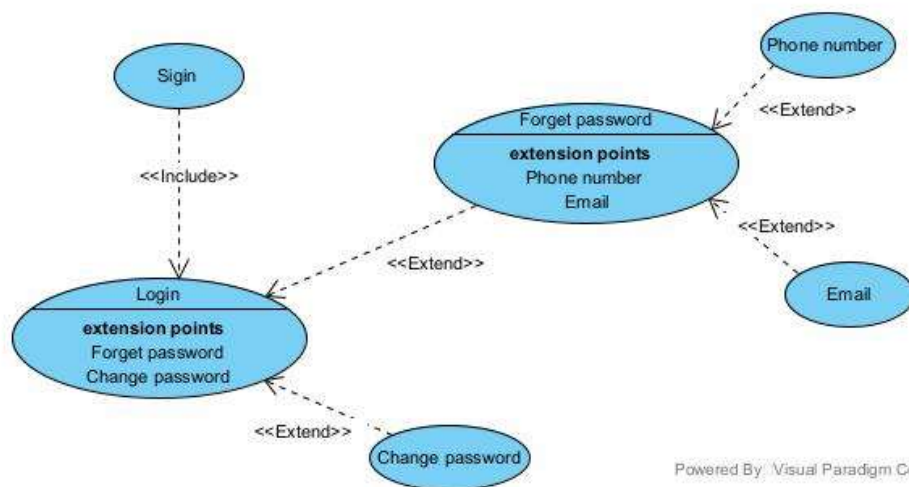 Phone number
Sigin
<<Extend>>
Forget password
extension points
Phone number
Email
<<Include>>
<<Extend>>
<<Extend>>
Email
Login
extension points
Forget password
Change password
<<Extend>>
Change password
Powered By Visual Paradigm Co